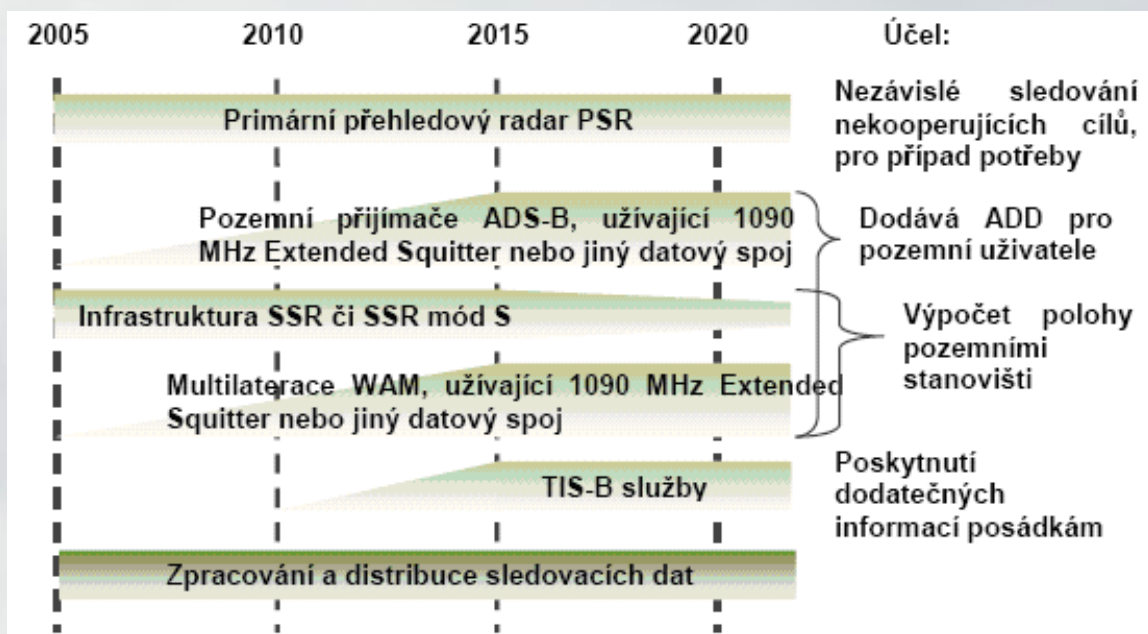 2005 2010 2015 2020 Účel:
Primární přehledový radar PSR
Nezávislé sledování
nekooperujících cílů,
pro případ potřeby
Pozemní přijímače ADS-B, užívající 1090
MHz Extended Squitter nebo jiný datový spoj
Dodává ADD pro
pozemní uživatele
Infrastruktura SSR či SSR mód S
Výpočet polohy
pozemními
stanovišti
Multilaterace WAM, užívající 1090 MHz Extended
Squitter nebo jiný datový spoj
TIS-B služby
Poskytnutí
dodatečných
informací posádkám
Zpracování a distribuce sledovacích dat